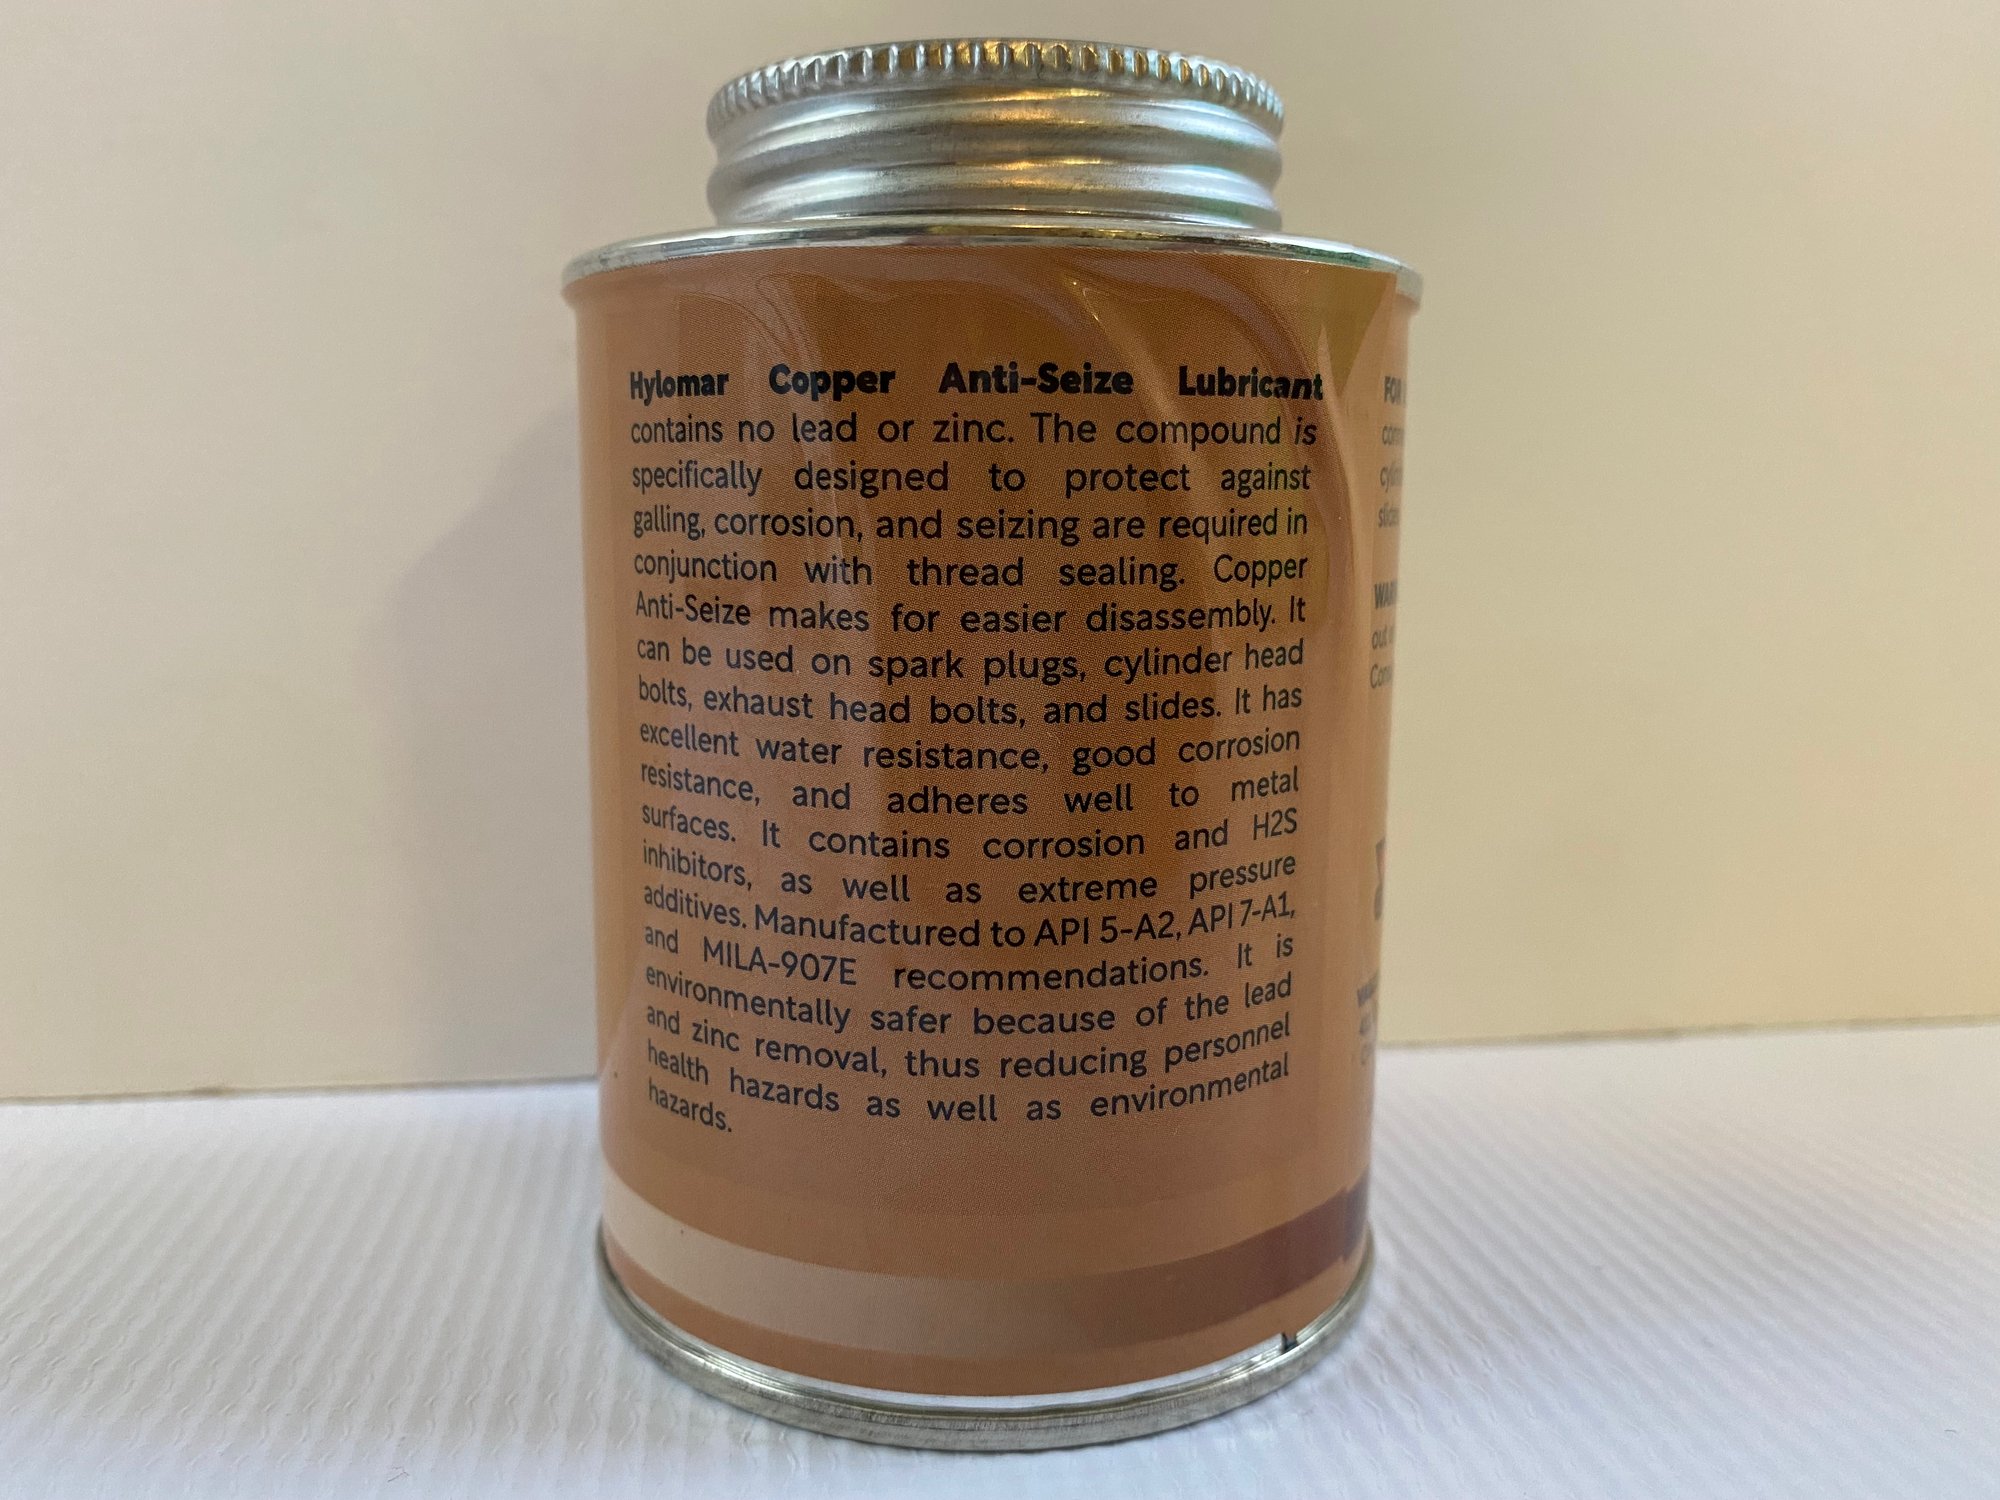 Hylomar Copper Anti-Seize Lubricant
contains no lead or zinc. The compound is
specifically designed to protect against
galling, corrosion, and seizing are required in
conjunction with thread sealing. Copper
Anti-Seize makes for easier disassembly. It
can be used on spark plugs, cylinder head
bolts, exhaust head bolts, and slides. It has
excellent water resistance, good corrosion
resistance, and adheres well to metal
surfaces. It contains corrosion and H2S
inhibitors, as well as extreme pressure
additives. Manufactured to API 5-A2, API 7-A1,
and MILA-907E recommendations. It is
environmentally safer because of the lead
and zinc removal, thus reducing personnel
health hazards as well as environmental
hazards.
FOR